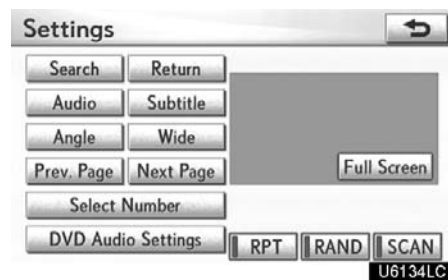 Settings
Search Return
Audio Subtitle
Angle Wide
Prev. Page Next Page Full Screen
Select Number
DVD Audio Settings RPT RAND SCAN
U6134LC